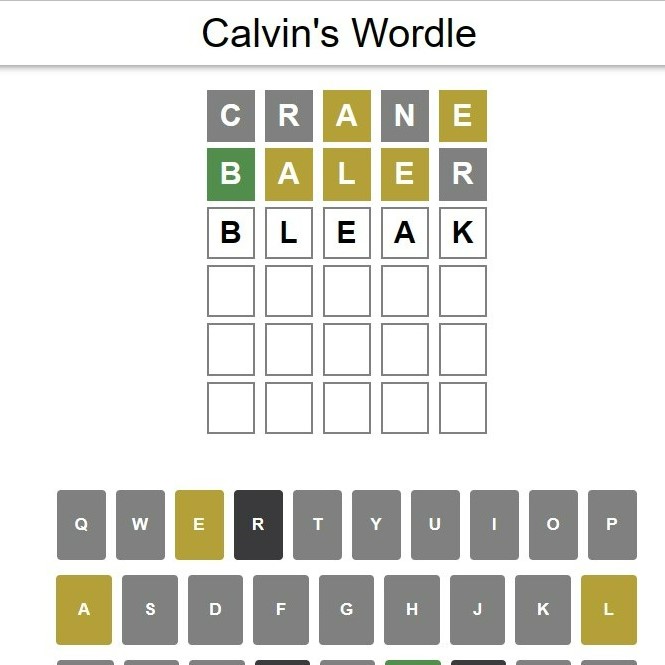 Calvin's Wordle
C R A N E
B A L E R
B L E A K
Q W E R T Y U I O P
A S D F G H J K L